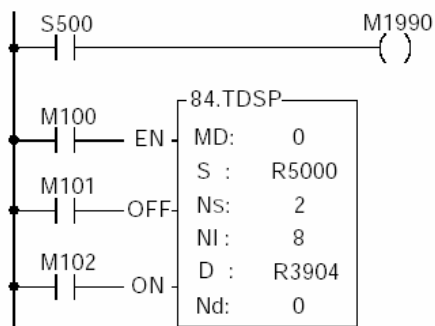 S500 M1990
( )
84.TDSP
M100 EN MD: 0
S : R5000
M101 OFF Ns: 2
Nl : 8
M102 ON D : R3904
Nd: 0